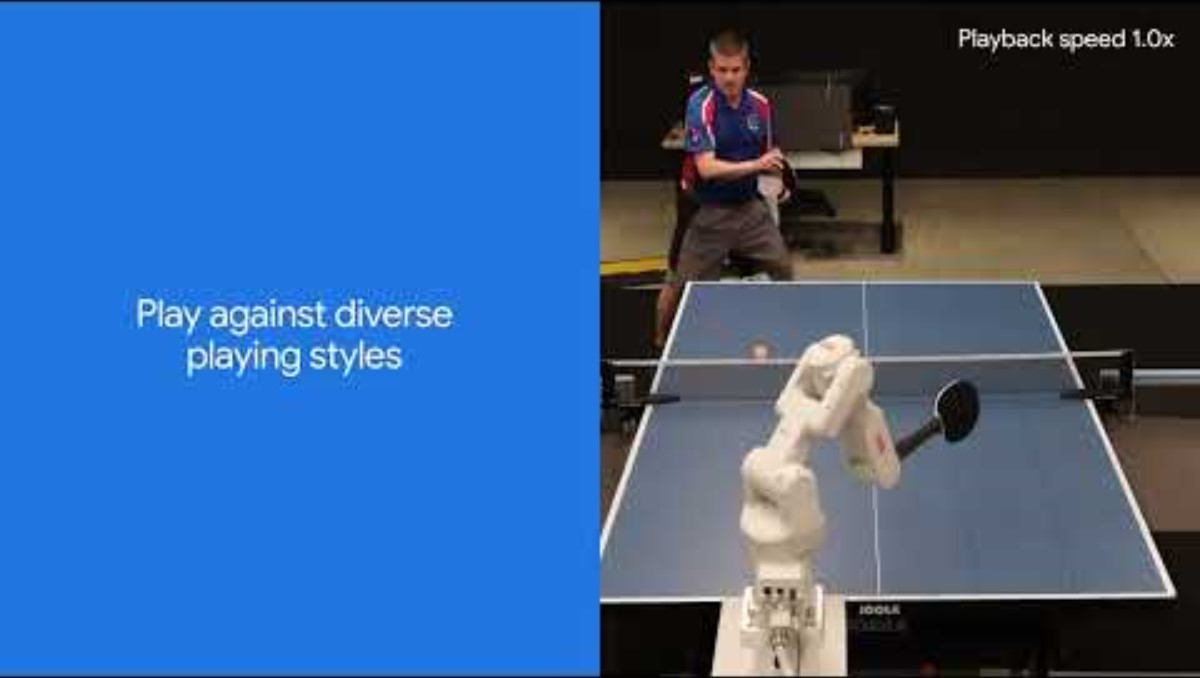 Play against diverse
playing styles
Playback speed 1.0x
JOOLA